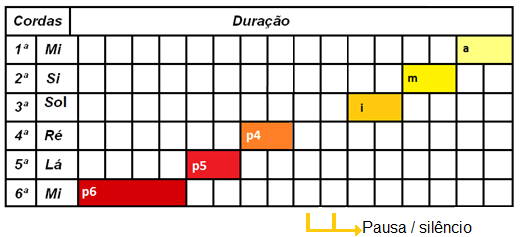 Cordas Duração
1ª Mi a
2ª Si m
3ª Sol i
4ª Ré p4
5ª Lá p5
6ª Mi p6
Pausa / silêncio